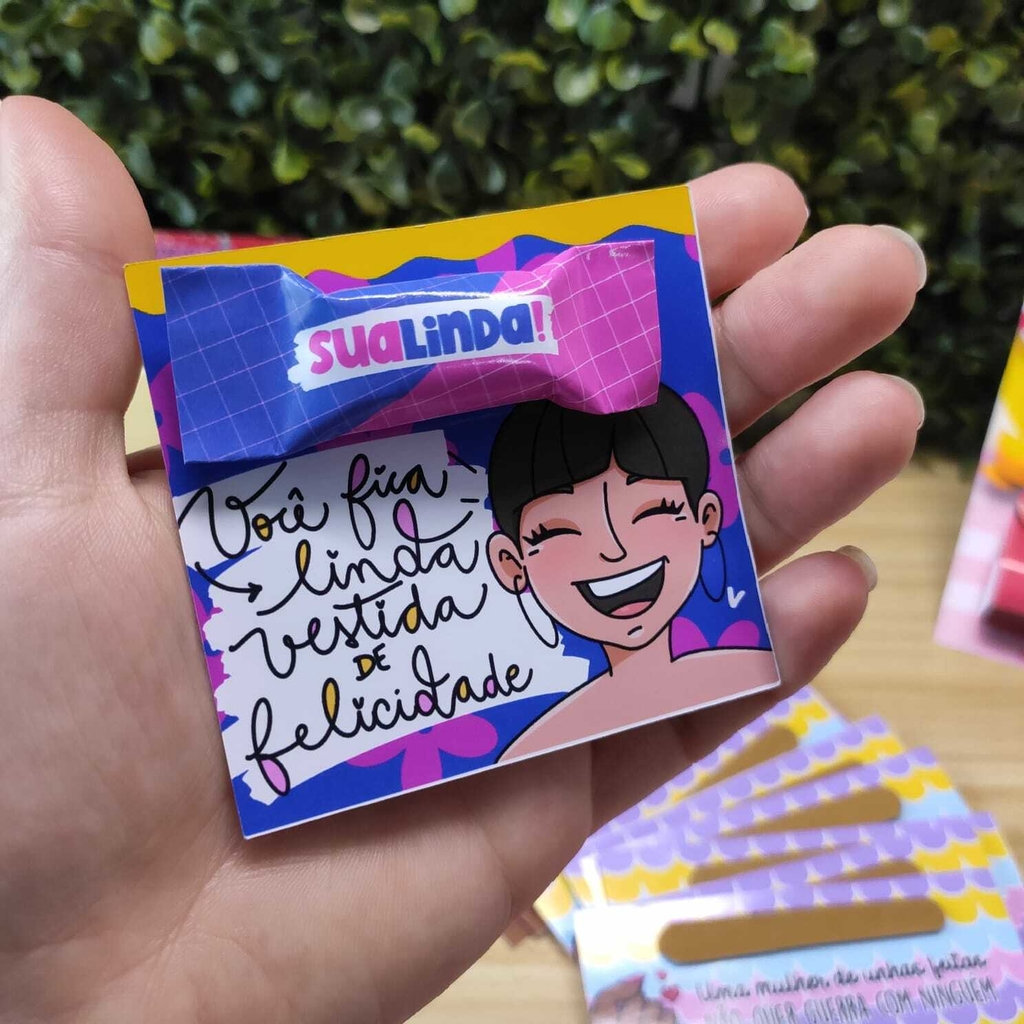 SUALINDA!
Você fica
linda
vestida
DE
felicidade
Uma mulher de unhas feitas
NÃO QUER GUERRA COM NINGUÉM